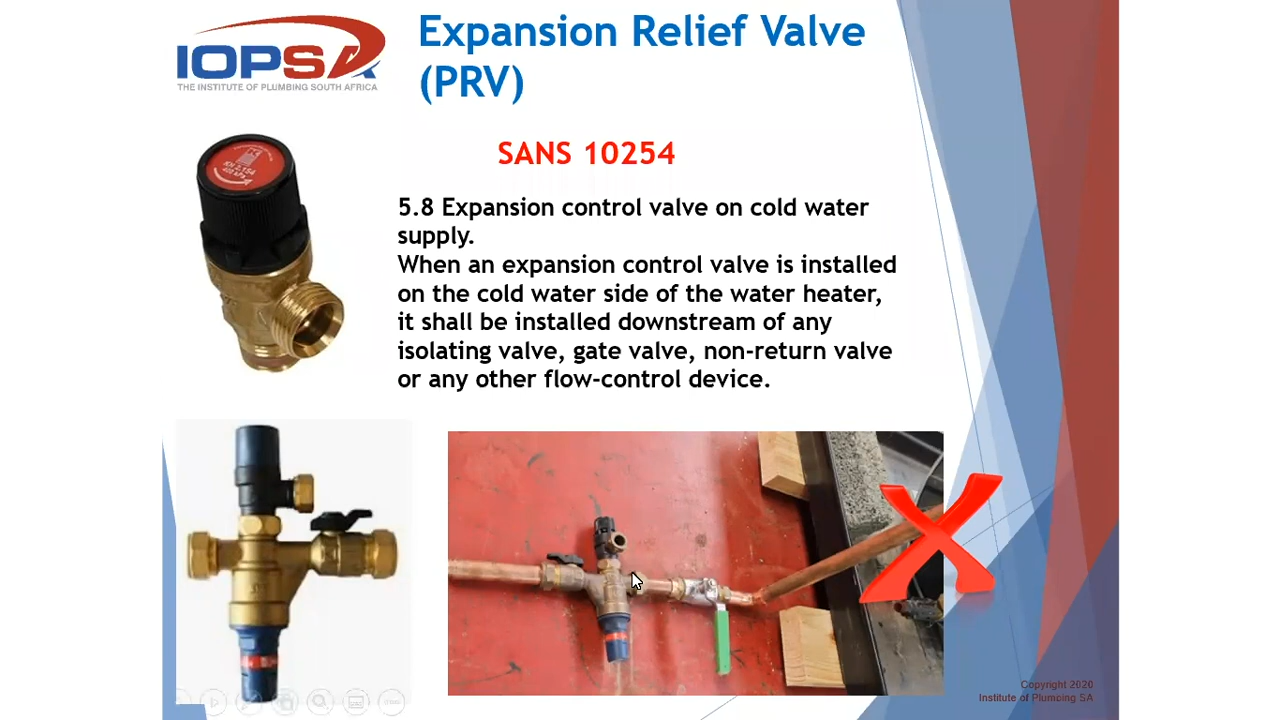 IOPSA
THE INSTITUTE OF PLUMBING SOUTH AFRICA
Expansion Relief Valve
(PRV)
SANS 10254
5.8 Expansion control valve on cold water
supply.
When an expansion control valve is installed
on the cold water side of the water heater,
it shall be installed downstream of any
isolating valve, gate valve, non-return valve
or any other flow-control device.
Copyright 2020
Institute of Plumbing SA